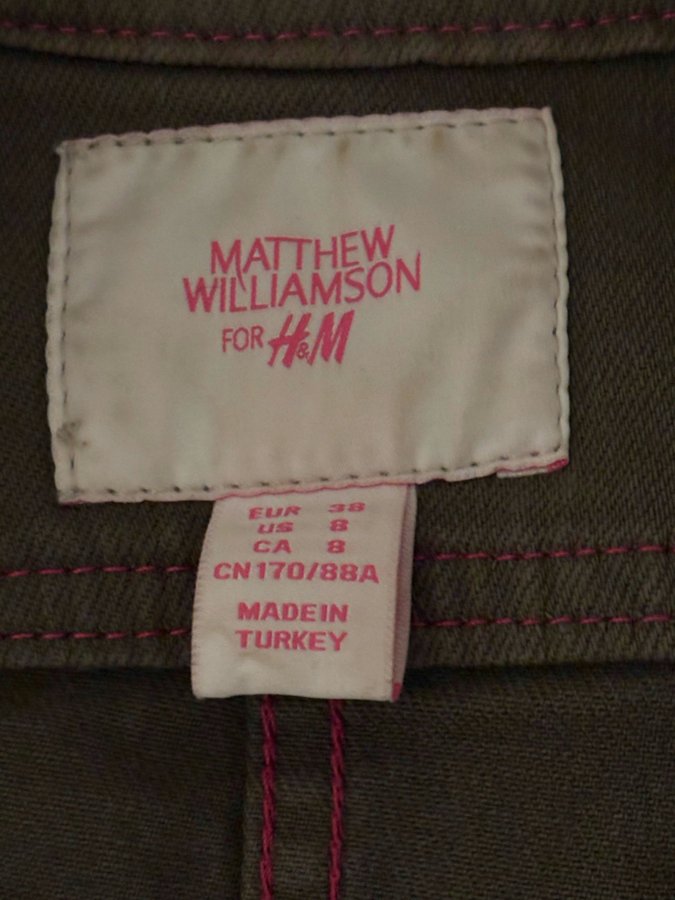 MATTHEW
WILLIAMSON
FOR H&M
EUR 38
US 8
CA 8
CN170/88A
MADE IN
TURKEY